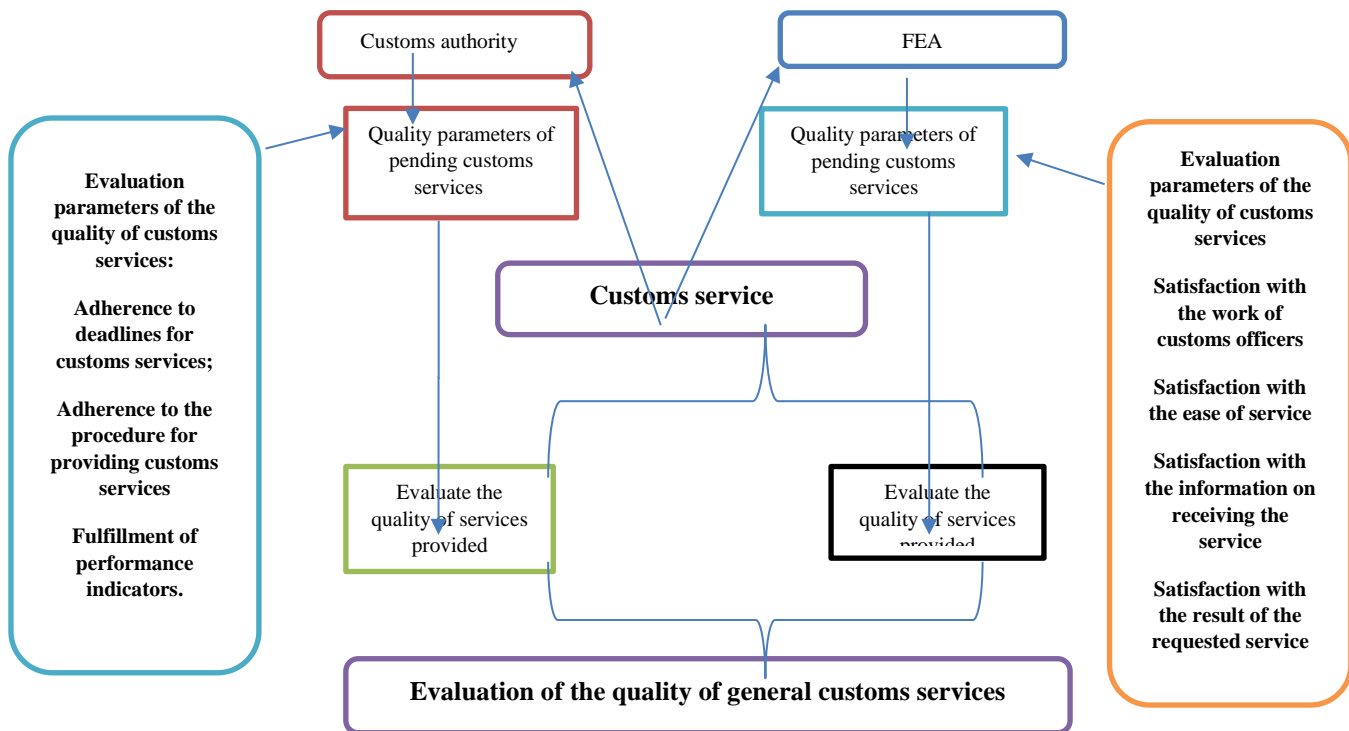 Customs authority
FEA
Quality parameters of
pending customs
services
Quality parameters of
pending customs
services
Evaluation
parameters of the
quality of customs
services:
Adherence to
deadlines for
customs services;
Adherence to the
procedure for
providing customs
services
Fulfillment of
performance
indicators.
Evaluation
parameters of the
quality of customs
services
Satisfaction with
the work of
customs officers
Satisfaction with
the ease of service
Satisfaction with
the information on
receiving the
service
Satisfaction with
the result of the
requested service
Customs service
Evaluate the
quality of services
provided
Evaluate the
quality of services
provided
Evaluation of the quality of general customs services